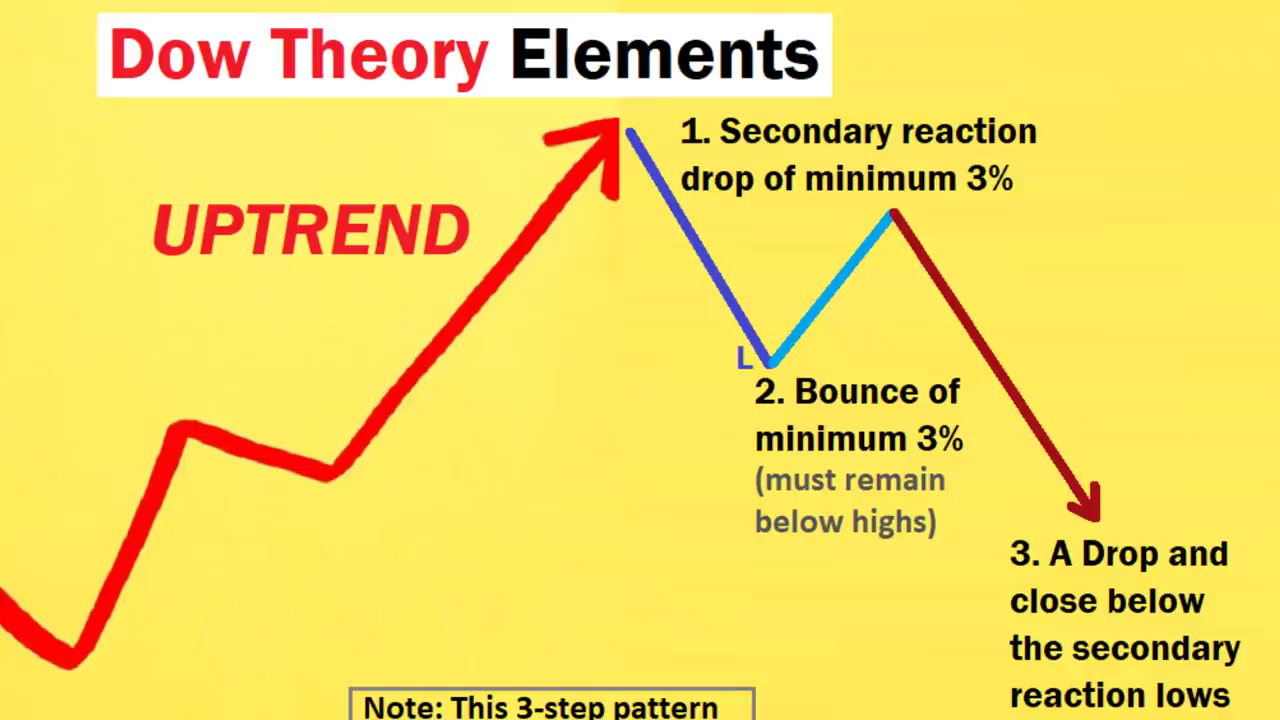 Dow Theory Elements
UPTREND
1. Secondary reaction
drop of minimum 3%
L
2. Bounce of
minimum 3%
(must remain
below highs)
3. A Drop and
close below
the secondary
reaction lows
Note: This 3-step pattern